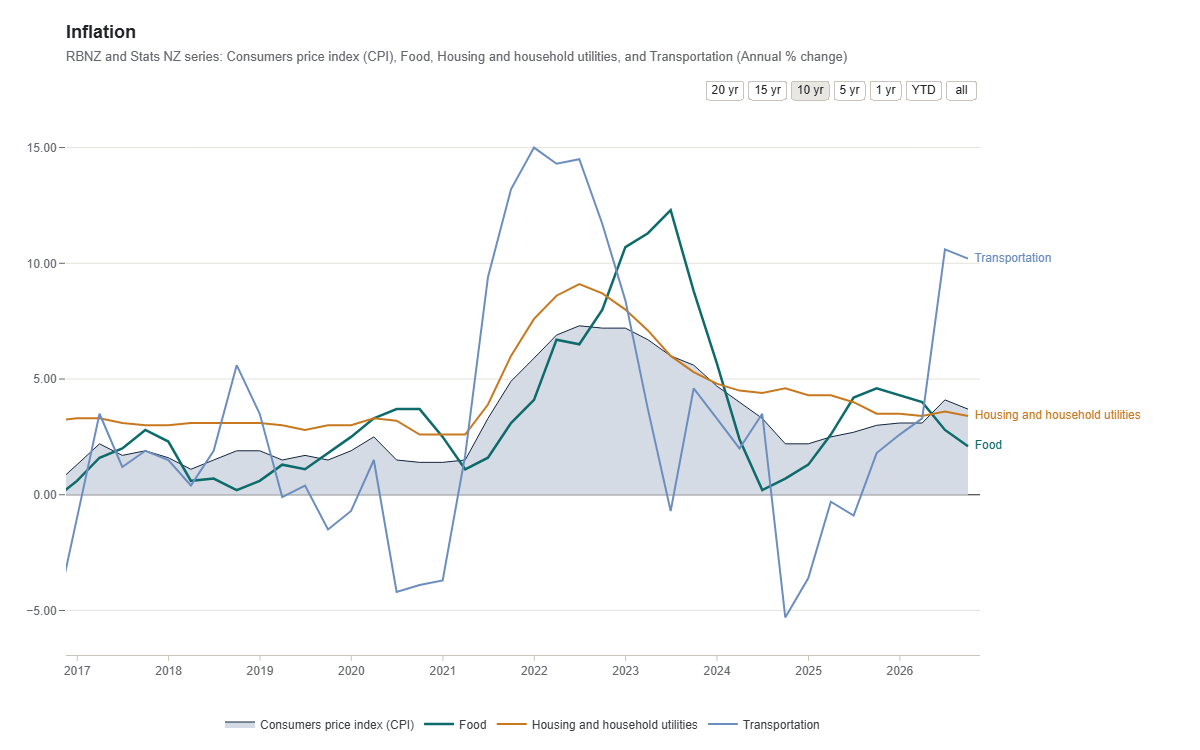 Inflation
RBNZ and Stats NZ series: Consumers price index (CPI), Food, Housing and household utilities, and Transportation (Annual % change)
20 yr 15 yr 10 yr 5 yr 1 yr YTD all
15.00
10.00
Transportation
5.00
Housing and household utilities
Food
0.00
−5.00
2017 2018 2019 2020 2021 2022 2023 2024 2025 2026
Consumers price index (CPI) Food Housing and household utilities Transportation